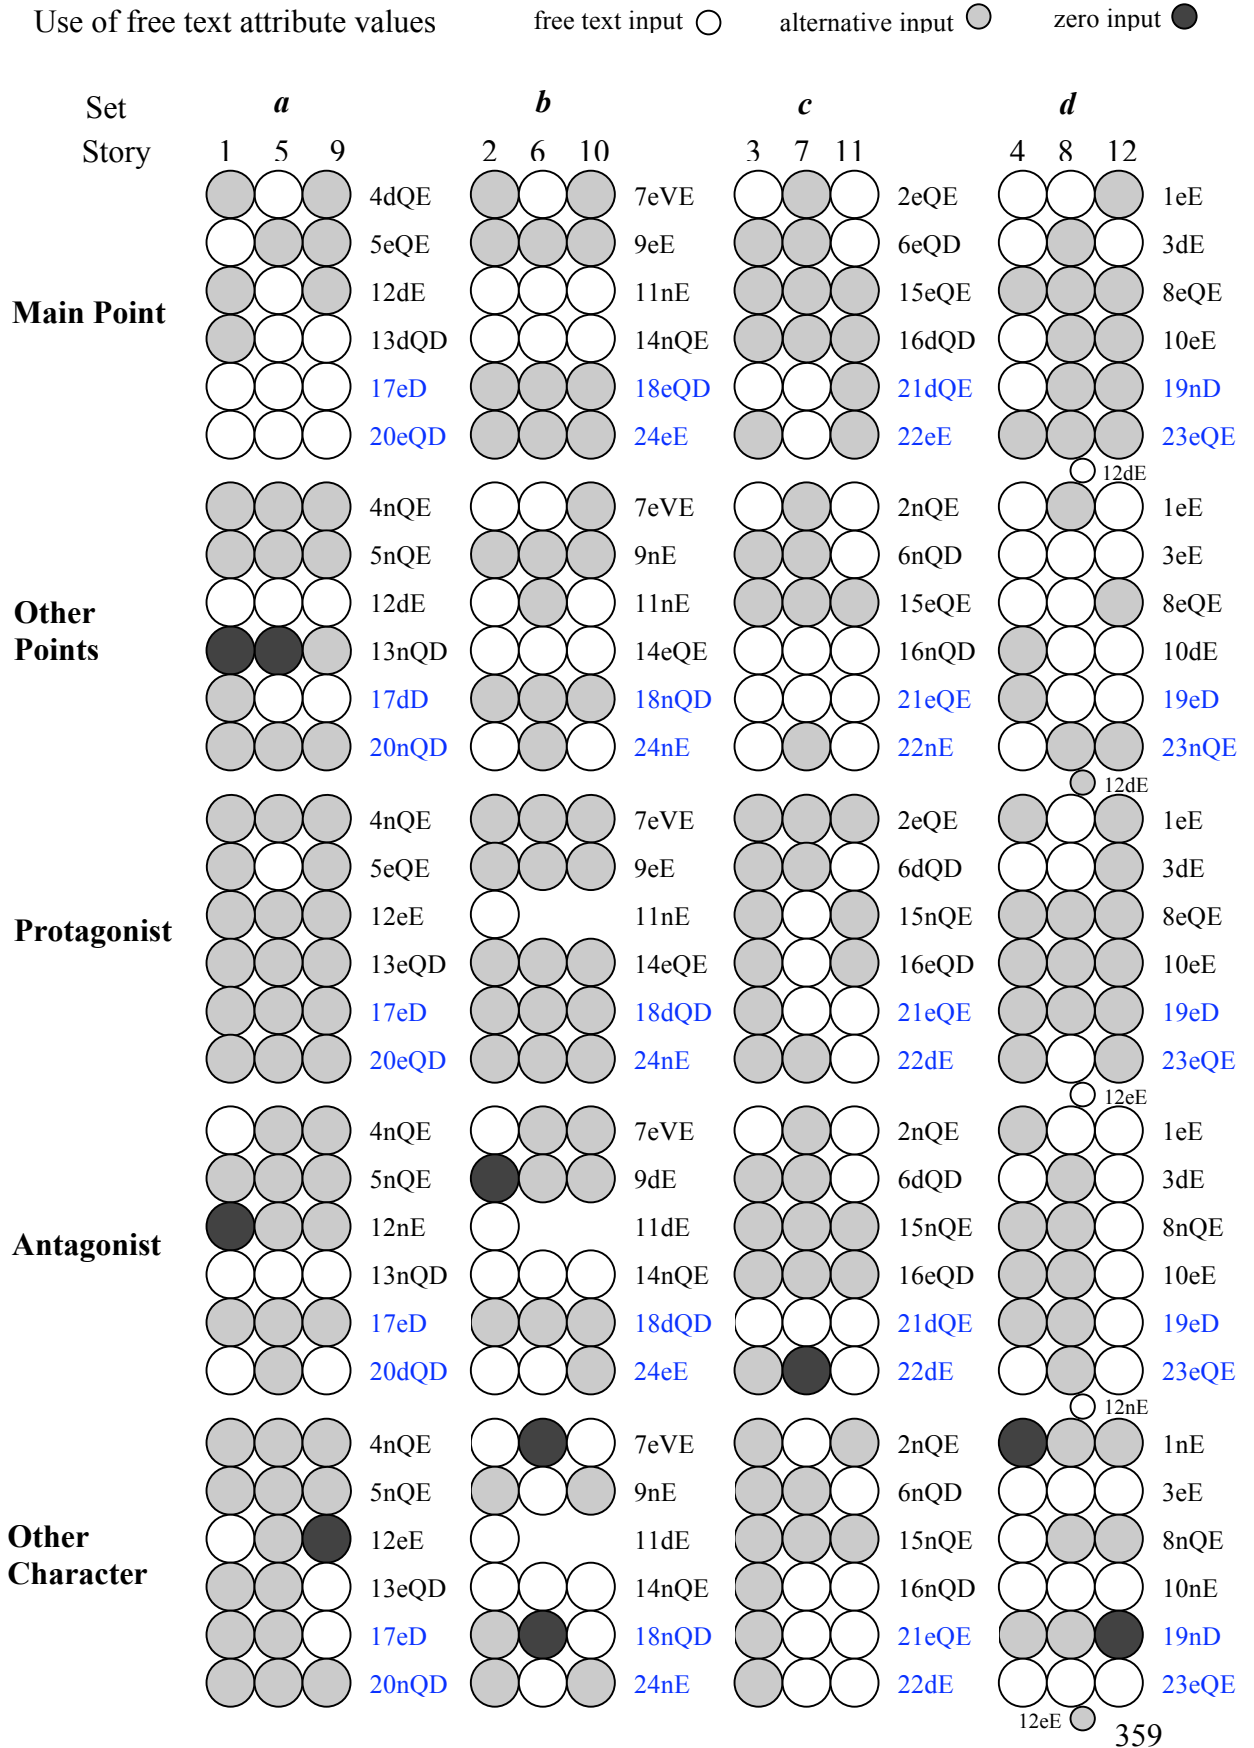 Use of free text attribute values free text input alternative input zero input
Set a b c d
Story 1 5 9 2 6 10 3 7 11 4 8 12
4dQE 7eVE 2eQE 1eE
5eQE 9eE 6eQD 3dE
Main Point
12dE 11nE 15eQE 8eQE
13dQD 14nQE 16dQD 10eE
17eD 18eQD 21dQE 19nD
20eQD 24eE 22eE 23eQE
12dE
4nQE 7eVE 2nQE 1eE
5nQE 9nE 6nQD 3eE
Other
Points
12dE 11nE 15eQE 8eQE
13nQD 14eQE 16nQD 10dE
17dD 18nQD 21eQE 19eD
20nQD 24nE 22nE 23nQE
12dE
4nQE 7eVE 2eQE 1eE
5eQE 9eE 6dQD 3dE
Protagonist
12eE 11nE 15nQE 8eQE
13eQD 14eQE 16eQD 10eE
17eD 18dQD 21eQE 19eD
20eQD 24nE 22dE 23eQE
12eE
4nQE 7eVE 2nQE 1eE
5nQE 9dE 6dQD 3dE
Antagonist
12nE 11dE 15nQE 8nQE
13nQD 14nQE 16eQD 10eE
17eD 18dQD 21dQE 19eD
20dQD 24eE 22dE 23eQE
12nE
4nQE 7eVE 2nQE 1nE
5nQE 9nE 6nQD 3eE
Other
Character
12eE 11dE 15nQE 8nQE
13eQD 14nQE 16nQD 10nE
17eD 18nQD 21eQE 19nD
20nQD 24nE 22dE 23eQE
12eE
359